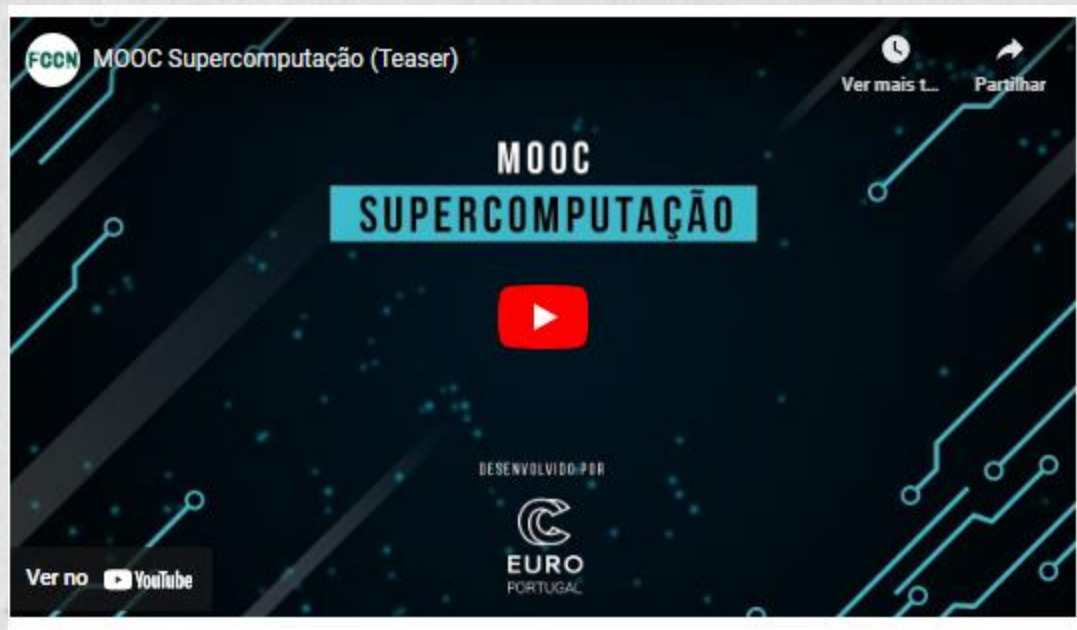 FCCN
MOOC Supercomputação (Teaser)
Ver mais t...
Partilhar
MOOC
SUPERCOMPUTAÇÃO
DESENVOLVIDO POR
EURO
PORTUGAL
Ver no YouTube